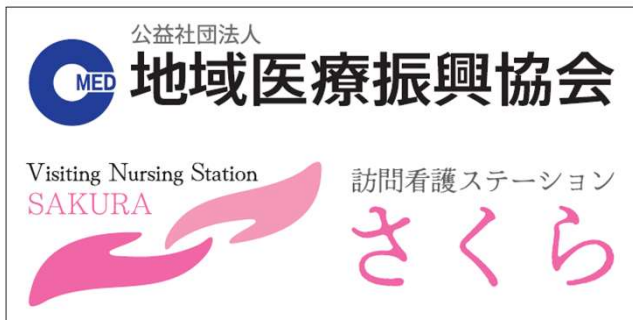 公益社団法人
MED
地域医療振興協会
Visiting Nursing Station
SAKURA
訪問看護ステーション
さくら